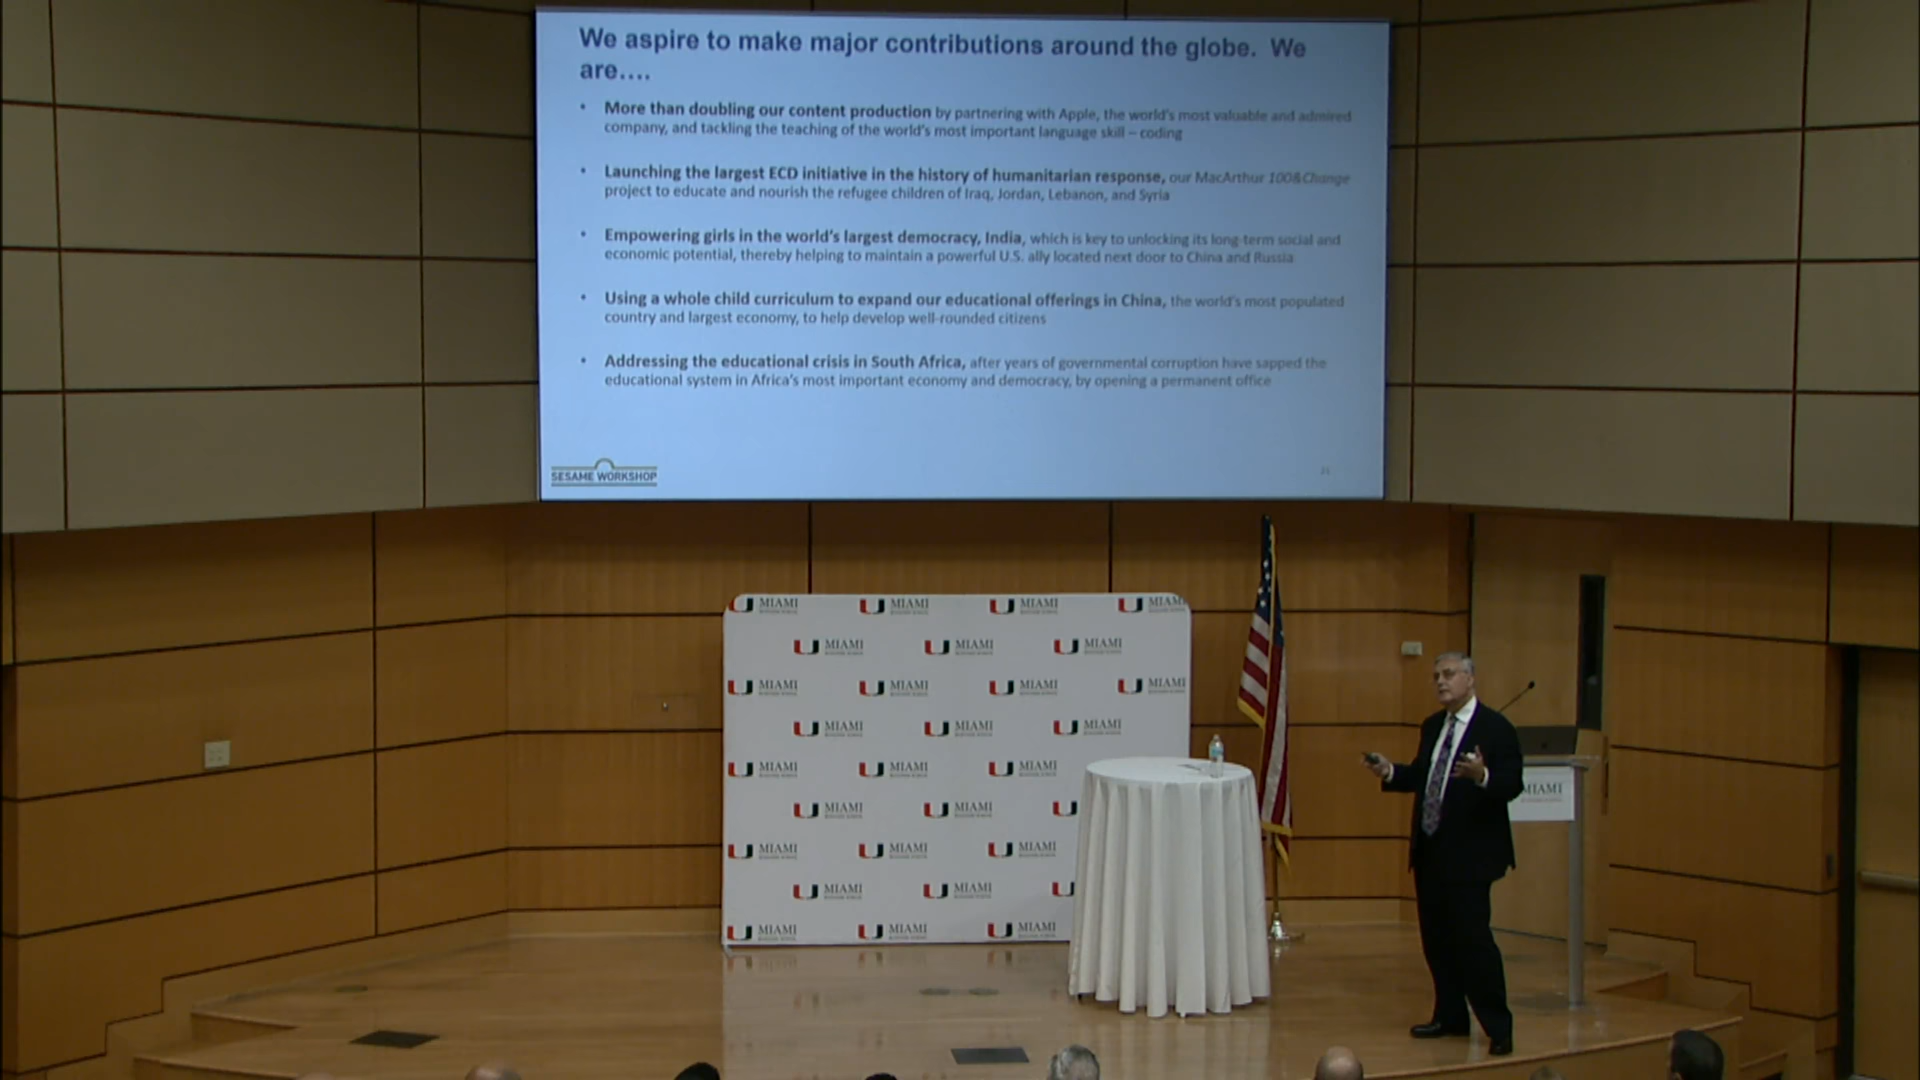 We aspire to make major contributions around the globe. We
are....
• More than doubling our content production by partnering with Apple, the world's most valuable and admired
company, and tackling the teaching of the world's most important language skill – coding
• Launching the largest ECD initiative in the history of humanitarian response, our MacArthur 100&Change
project to educate and nourish the refugee children of Iraq, Jordan, Lebanon, and Syria
• Empowering girls in the world's largest democracy, India, which is key to unlocking its long-term social and
economic potential, thereby helping to maintain a powerful U.S. ally located next door to China and Russia
• Using a whole child curriculum to expand our educational offerings in China, the world's most populated
country and largest economy, to help develop well-rounded citizens
• Addressing the educational crisis in South Africa, after years of governmental corruption have sapped the
educational system in Africa's most important economy and democracy, by opening a permanent office
SESAME WORKSHOP
U MIAMI U MIAMI U MIAMI U MIAMI
U MIAMI U MIAMI U MIAMI
U MIAMI U MIAMI U MIAMI U MIAMI
U MIAMI U MIAMI U MIAMI
U MIAMI U MIAMI U MIAMI
U MIAMI U MIAMI U
U MIAMI U MIAMI U MIAMI
U MIAMI U MIAMI U
U MIAMI U MIAMI U MIAMI
MIAMI